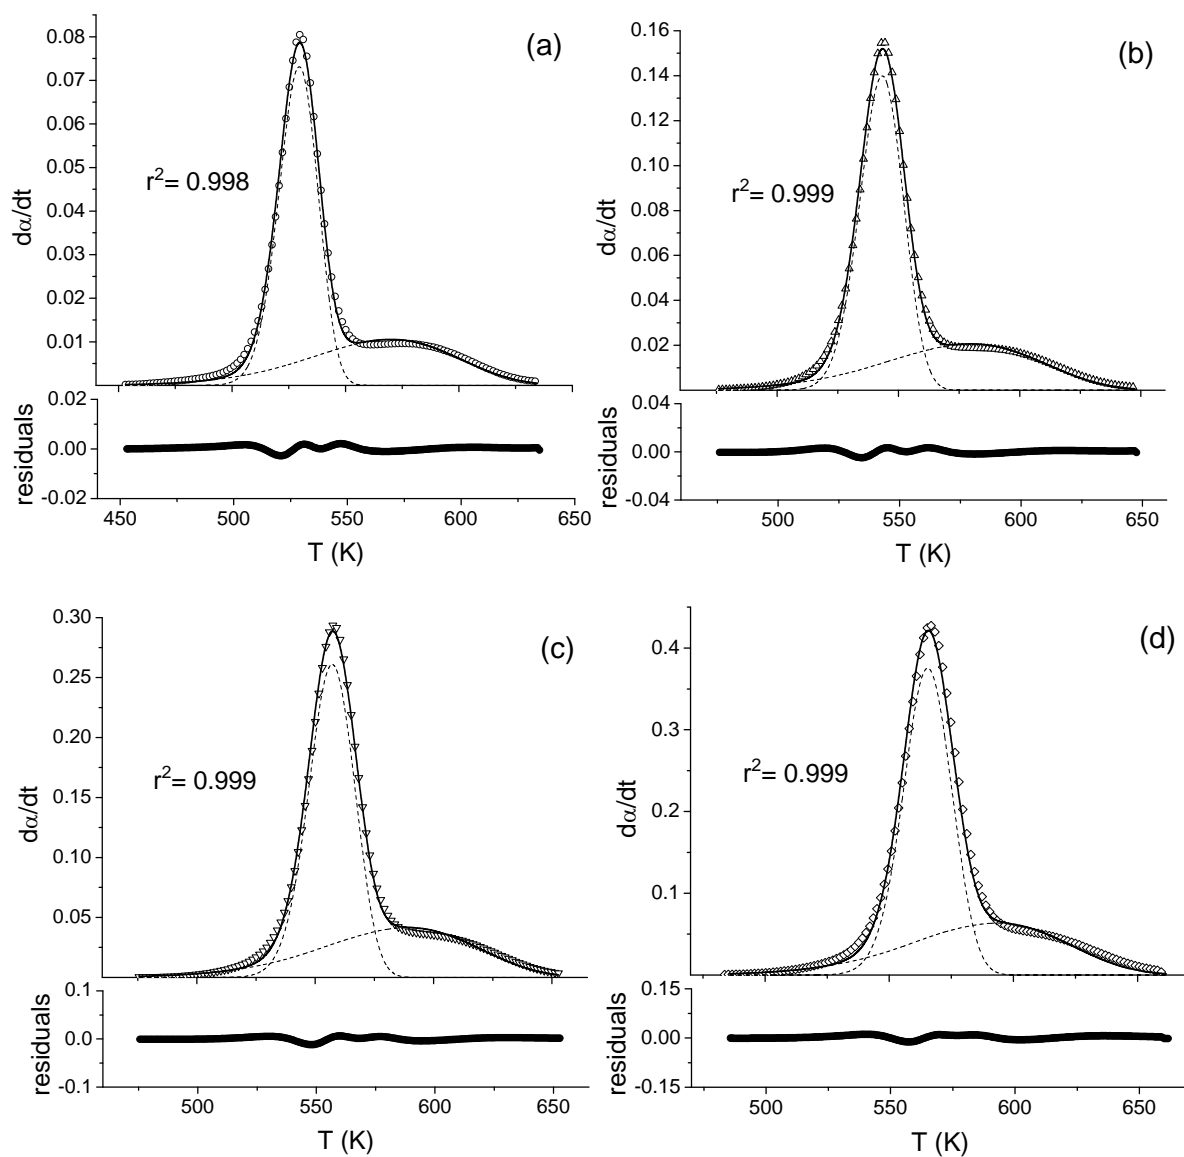 (a)
0.08
0.07
0.06
0.05
0.04
0.03
0.02
0.01
dα/dt
r²= 0.998
0.02
0.00
-0.02
residuals
450 500 550 600 650
T (K)
(b)
0.16
0.14
0.12
0.10
0.08
0.06
0.04
0.02
0.00
dα/dt
r²= 0.999
0.04
0.00
-0.04
residuals
500 550 600 650
T (K)
(c)
0.30
0.25
0.20
0.15
0.10
0.05
dα/dt
r²= 0.999
0.1
0.0
-0.1
residuals
500 550 600 650
T (K)
(d)
0.4
0.3
0.2
0.1
dα/dt
r²= 0.999
0.15
0.00
-0.15
residuals
500 550 600 650
T (K)